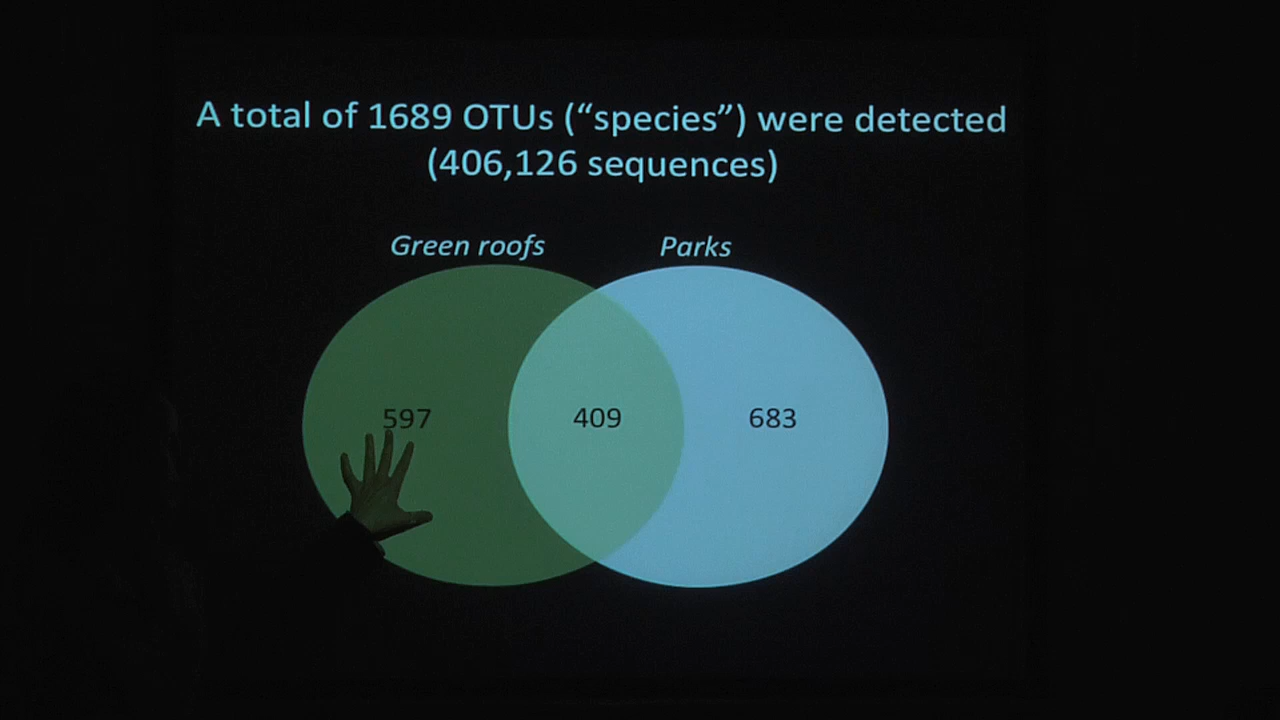 A total of 1689 OTUs (“species”) were detected
(406,126 sequences)
Green roofs
Parks
597
409
683